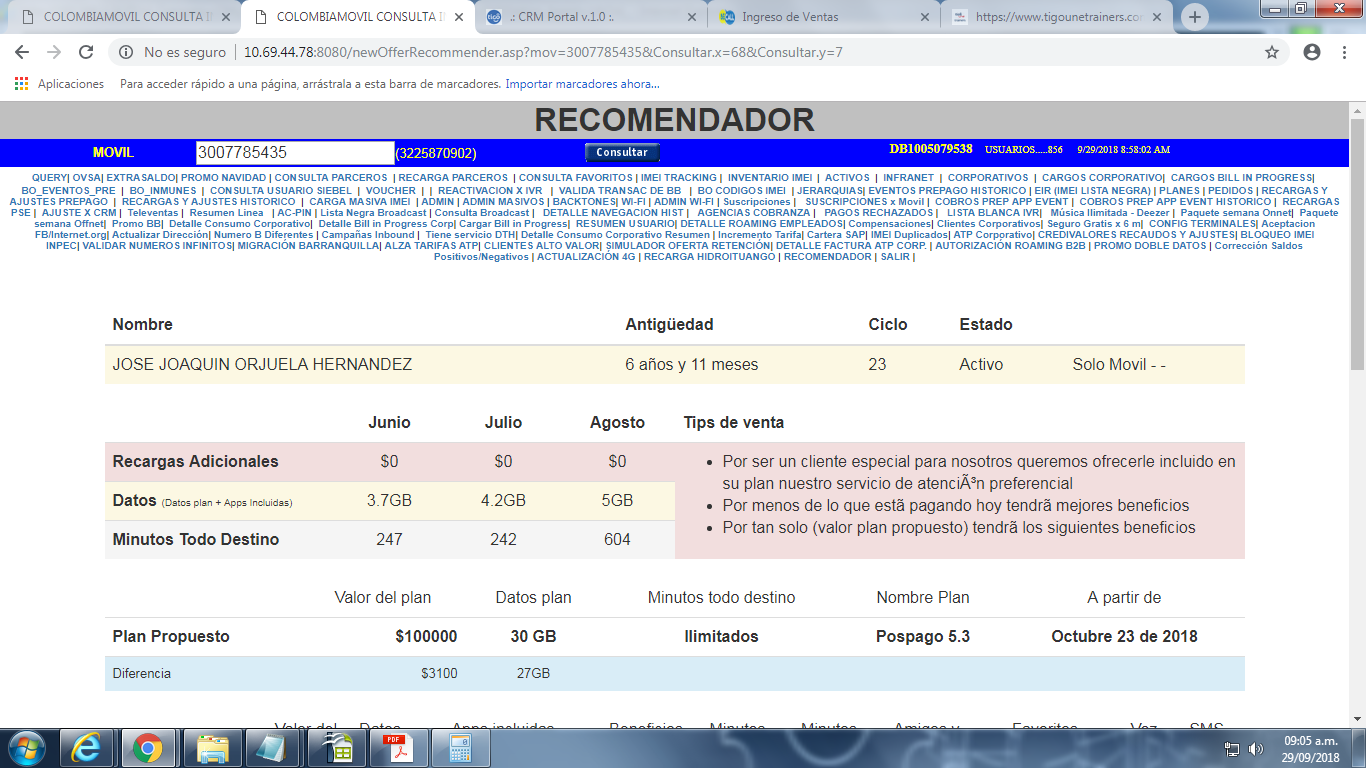 COLOMBIAMOVIL CONSULTA I
COLOMBIAMOVIL CONSULTA I
.: CRM Portal v.1.0 :.
Ingreso de Ventas
https://www.tigounetrainers.co
No es seguro | 10.69.44.78:8080/newOfferRecommender.asp?mov=3007785435&Consultar.x=68&Consultar.y=7
Aplicaciones Para acceder rápido a una página, arrástrala a esta barra de marcadores. Importar marcadores ahora...
RECOMENDADOR
MOVIL 3007785435 (3225870902) Consultar DB1005079538 USUARIOS.....856 9/29/2018 8:58:02 AM
QUERY| OVSA| EXTRASALDO| PROMO NAVIDAD | CONSULTA PARCEROS | RECARGA PARCEROS | CONSULTA FAVORITOS | IMEI TRACKING | INVENTARIO IMEI | ACTIVOS | INFRANET | CORPORATIVOS | CARGOS CORPORATIVO| CARGOS BILL IN PROGRESS|
BO_EVENTOS_PRE | BO_INMUNES | CONSULTA USUARIO SIEBEL | VOUCHER | | REACTIVACION X IVR | VALIDA TRANSAC DE BB | BO CODIGOS IMEI | JERARQUIAS| EVENTOS PREPAGO HISTORICO | EIR (IMEI LISTA NEGRA) | PLANES | PEDIDOS | RECARGAS Y
AJUSTES PREPAGO | RECARGAS Y AJUSTES HISTORICO | CARGA MASIVA IMEI | ADMIN | ADMIN MASIVOS | BACKTONES| WI-FI | ADMIN WI-FI | Suscripciones | SUSCRIPCIONES x Movil | COBROS PREP APP EVENT | COBROS PREP APP EVENT HISTORICO | RECARGAS
PSE | AJUSTE X CRM | Televentas | Resumen Linea | AC-PIN | Lista Negra Broadcast | Consulta Broadcast | DETALLE NAVEGACION HIST | AGENCIAS COBRANZA | PAGOS RECHAZADOS | LISTA BLANCA IVR| Música Ilimitada - Deezer | Paquete semana Onnet| Paquete
semana Offnet| Promo BB| Detalle Consumo Corporativo| Detalle Bill in Progress Corp| Cargar Bill in Progress| RESUMEN USUARIO| DETALLE ROAMING EMPLEADOS| Compensaciones| Clientes Corporativos| Seguro Gratis x 6 m| CONFIG TERMINALES| Aceptacion
FB/Internet.org| Actualizar Dirección| Numero B Diferentes | Campañas Inbound | Tiene servicio DTH| Detalle Consumo Corporativo Resumen | Incremento Tarifa| Cartera SAP| IMEI Duplicados| ATP Corporativo| CREDIVALORES RECAUDOS Y AJUSTES| BLOQUEO IMEI
INPEC| VALIDAR NUMEROS INFINITOS| MIGRACIÓN BARRANQUILLA| ALZA TARIFAS ATP| CLIENTES ALTO VALOR| SIMULADOR OFERTA RETENCIÓN| DETALLE FACTURA ATP CORP. | AUTORIZACIÓN ROAMING B2B | PROMO DOBLE DATOS | Corrección Saldos
Positivos/Negativos | ACTUALIZACIÓN 4G | RECARGA HIDROITUANGO | RECOMENDADOR | SALIR |
Nombre Antigüedad Ciclo Estado
JOSE JOAQUIN ORJUELA HERNANDEZ 6 años y 11 meses 23 Activo Solo Movil - -
Junio Julio Agosto Tips de venta
Recargas Adicionales $0 $0 $0
Datos (Datos plan + Apps Incluidas) 3.7GB 4.2GB 5GB
Minutos Todo Destino 247 242 604
• Por ser un cliente especial para nosotros queremos ofrecerle incluido en
su plan nuestro servicio de atenciÃ³n preferencial
• Por menos de lo que estã pagando hoy tendrã mejores beneficios
• Por tan solo (valor plan propuesto) tendrã los siguientes beneficios
Valor del plan Datos plan Minutos todo destino Nombre Plan A partir de
Plan Propuesto $100000 30 GB Ilimitados Pospago 5.3 Octubre 23 de 2018
Diferencia $3100 27GB
Valor del Datos Apps incluidas Beneficios Minutos Minutos Amigos y Favoritos Voz SMS
09:05 a.m.
29/09/2018